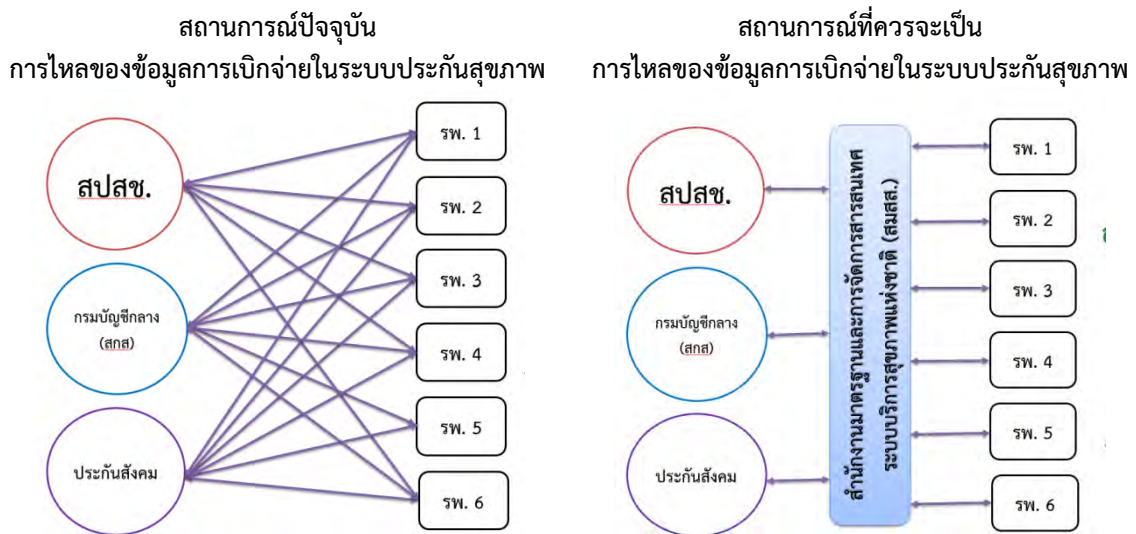 สถานการณ์ปัจจุบัน
การไหลของข้อมูลการเบิกจ่ายในระบบประกันสุขภาพ
สปสช.
กรมบัญชีกลาง
(สกส)
ประกันสังคม
รพ. 1
รพ. 2
รพ. 3
รพ. 4
รพ. 5
รพ. 6
สถานการณ์ที่ควรจะเป็น
การไหลของข้อมูลการเบิกจ่ายในระบบประกันสุขภาพ
สปสช.
กรมบัญชีกลาง
(สกส)
ประกันสังคม
สำนักงานมาตรฐานและการจัดการสารสนเทศ
ระบบบริการสุขภาพแห่งชาติ (สมสส.)
รพ. 1
รพ. 2
รพ. 3
รพ. 4
รพ. 5
รพ. 6